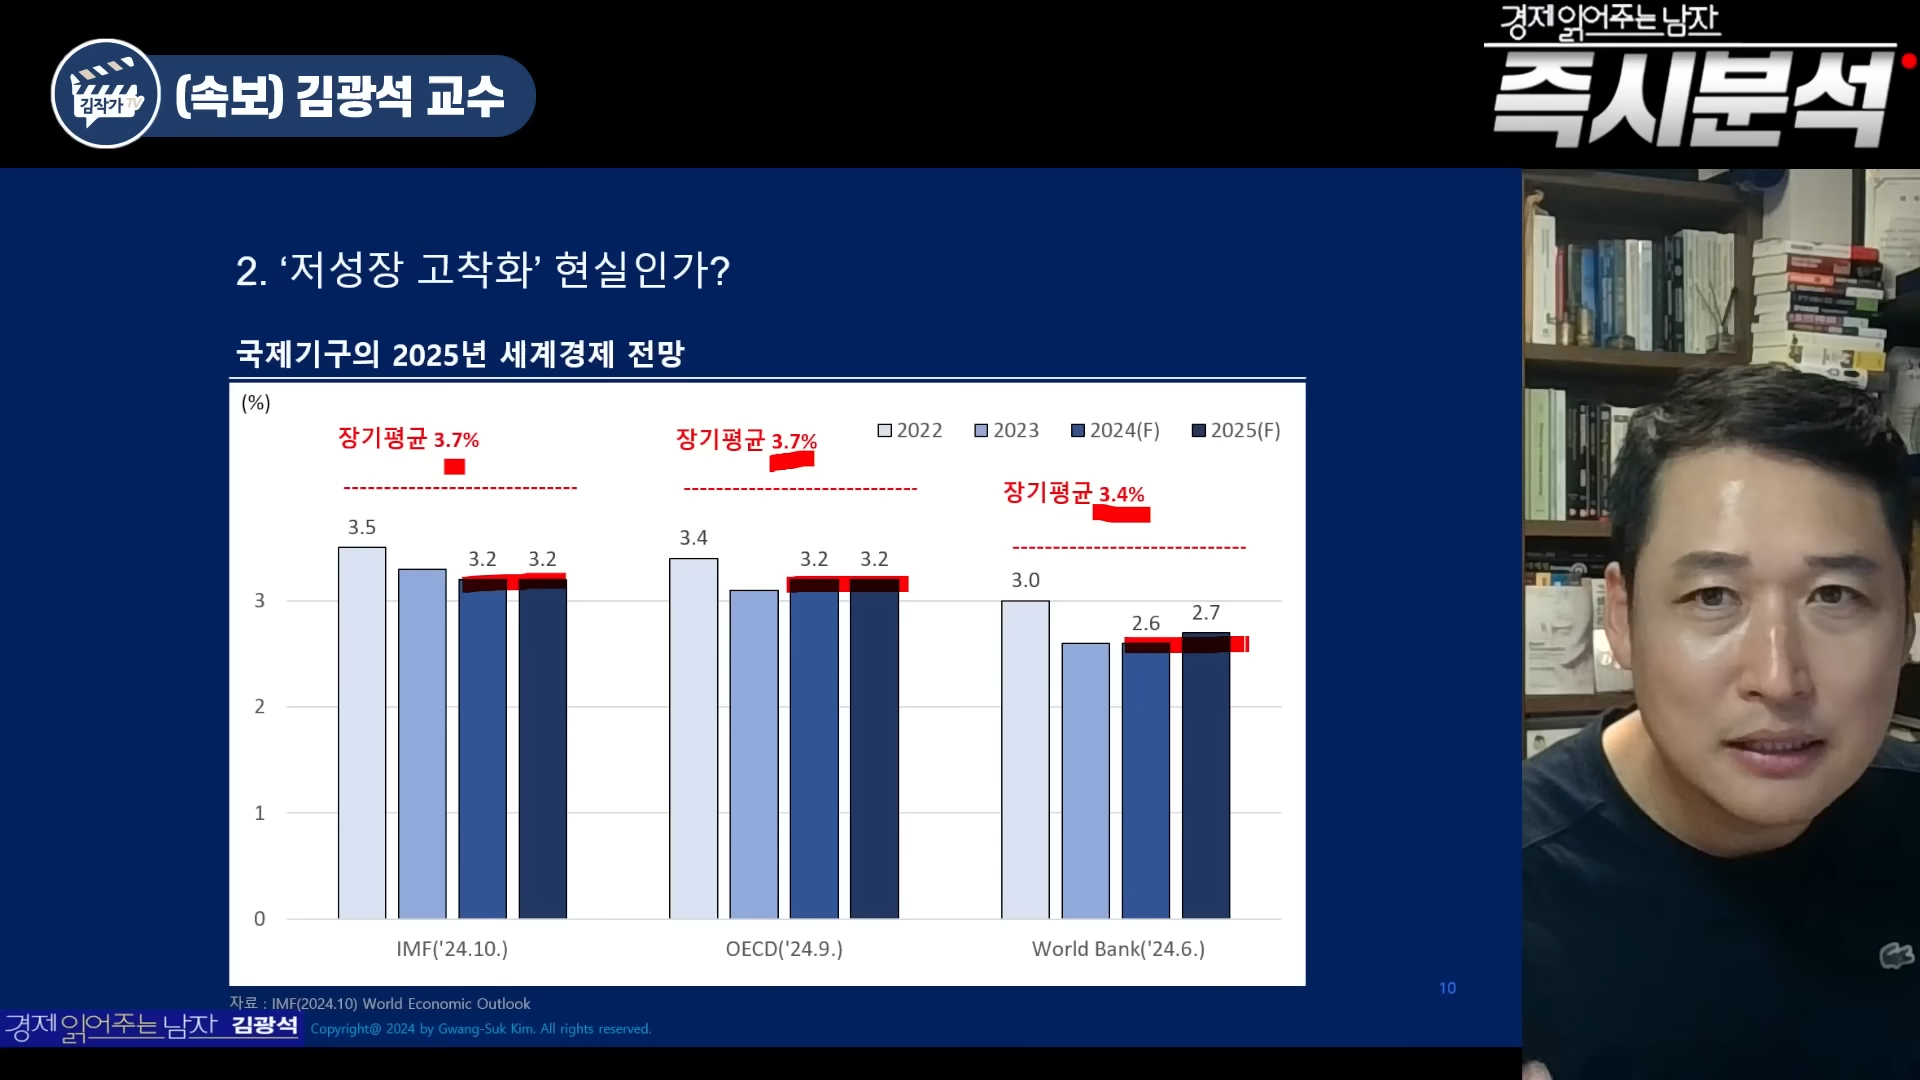 김작가 TV
(속보) 김광석 교수
경제 읽어주는 남자
즉시분석
2. ‘저성장 고착화’ 현실인가?
국제기구의 2025년 세계경제 전망
(%)
2022 2023 2024(F) 2025(F)
장기평균 3.7%
장기평균 3.7%
장기평균 3.4%
3.5 3.2 3.2
3.4 3.2 3.2
3.0 2.6 2.7
3
2
1
0
IMF('24.10.) OECD('24.9.) World Bank('24.6.)
자료 : IMF(2024.10) World Economic Outlook
10
경제 읽어주는 남자 김광석
Copyright@ 2024 by Gwang-Suk Kim. All rights reserved.